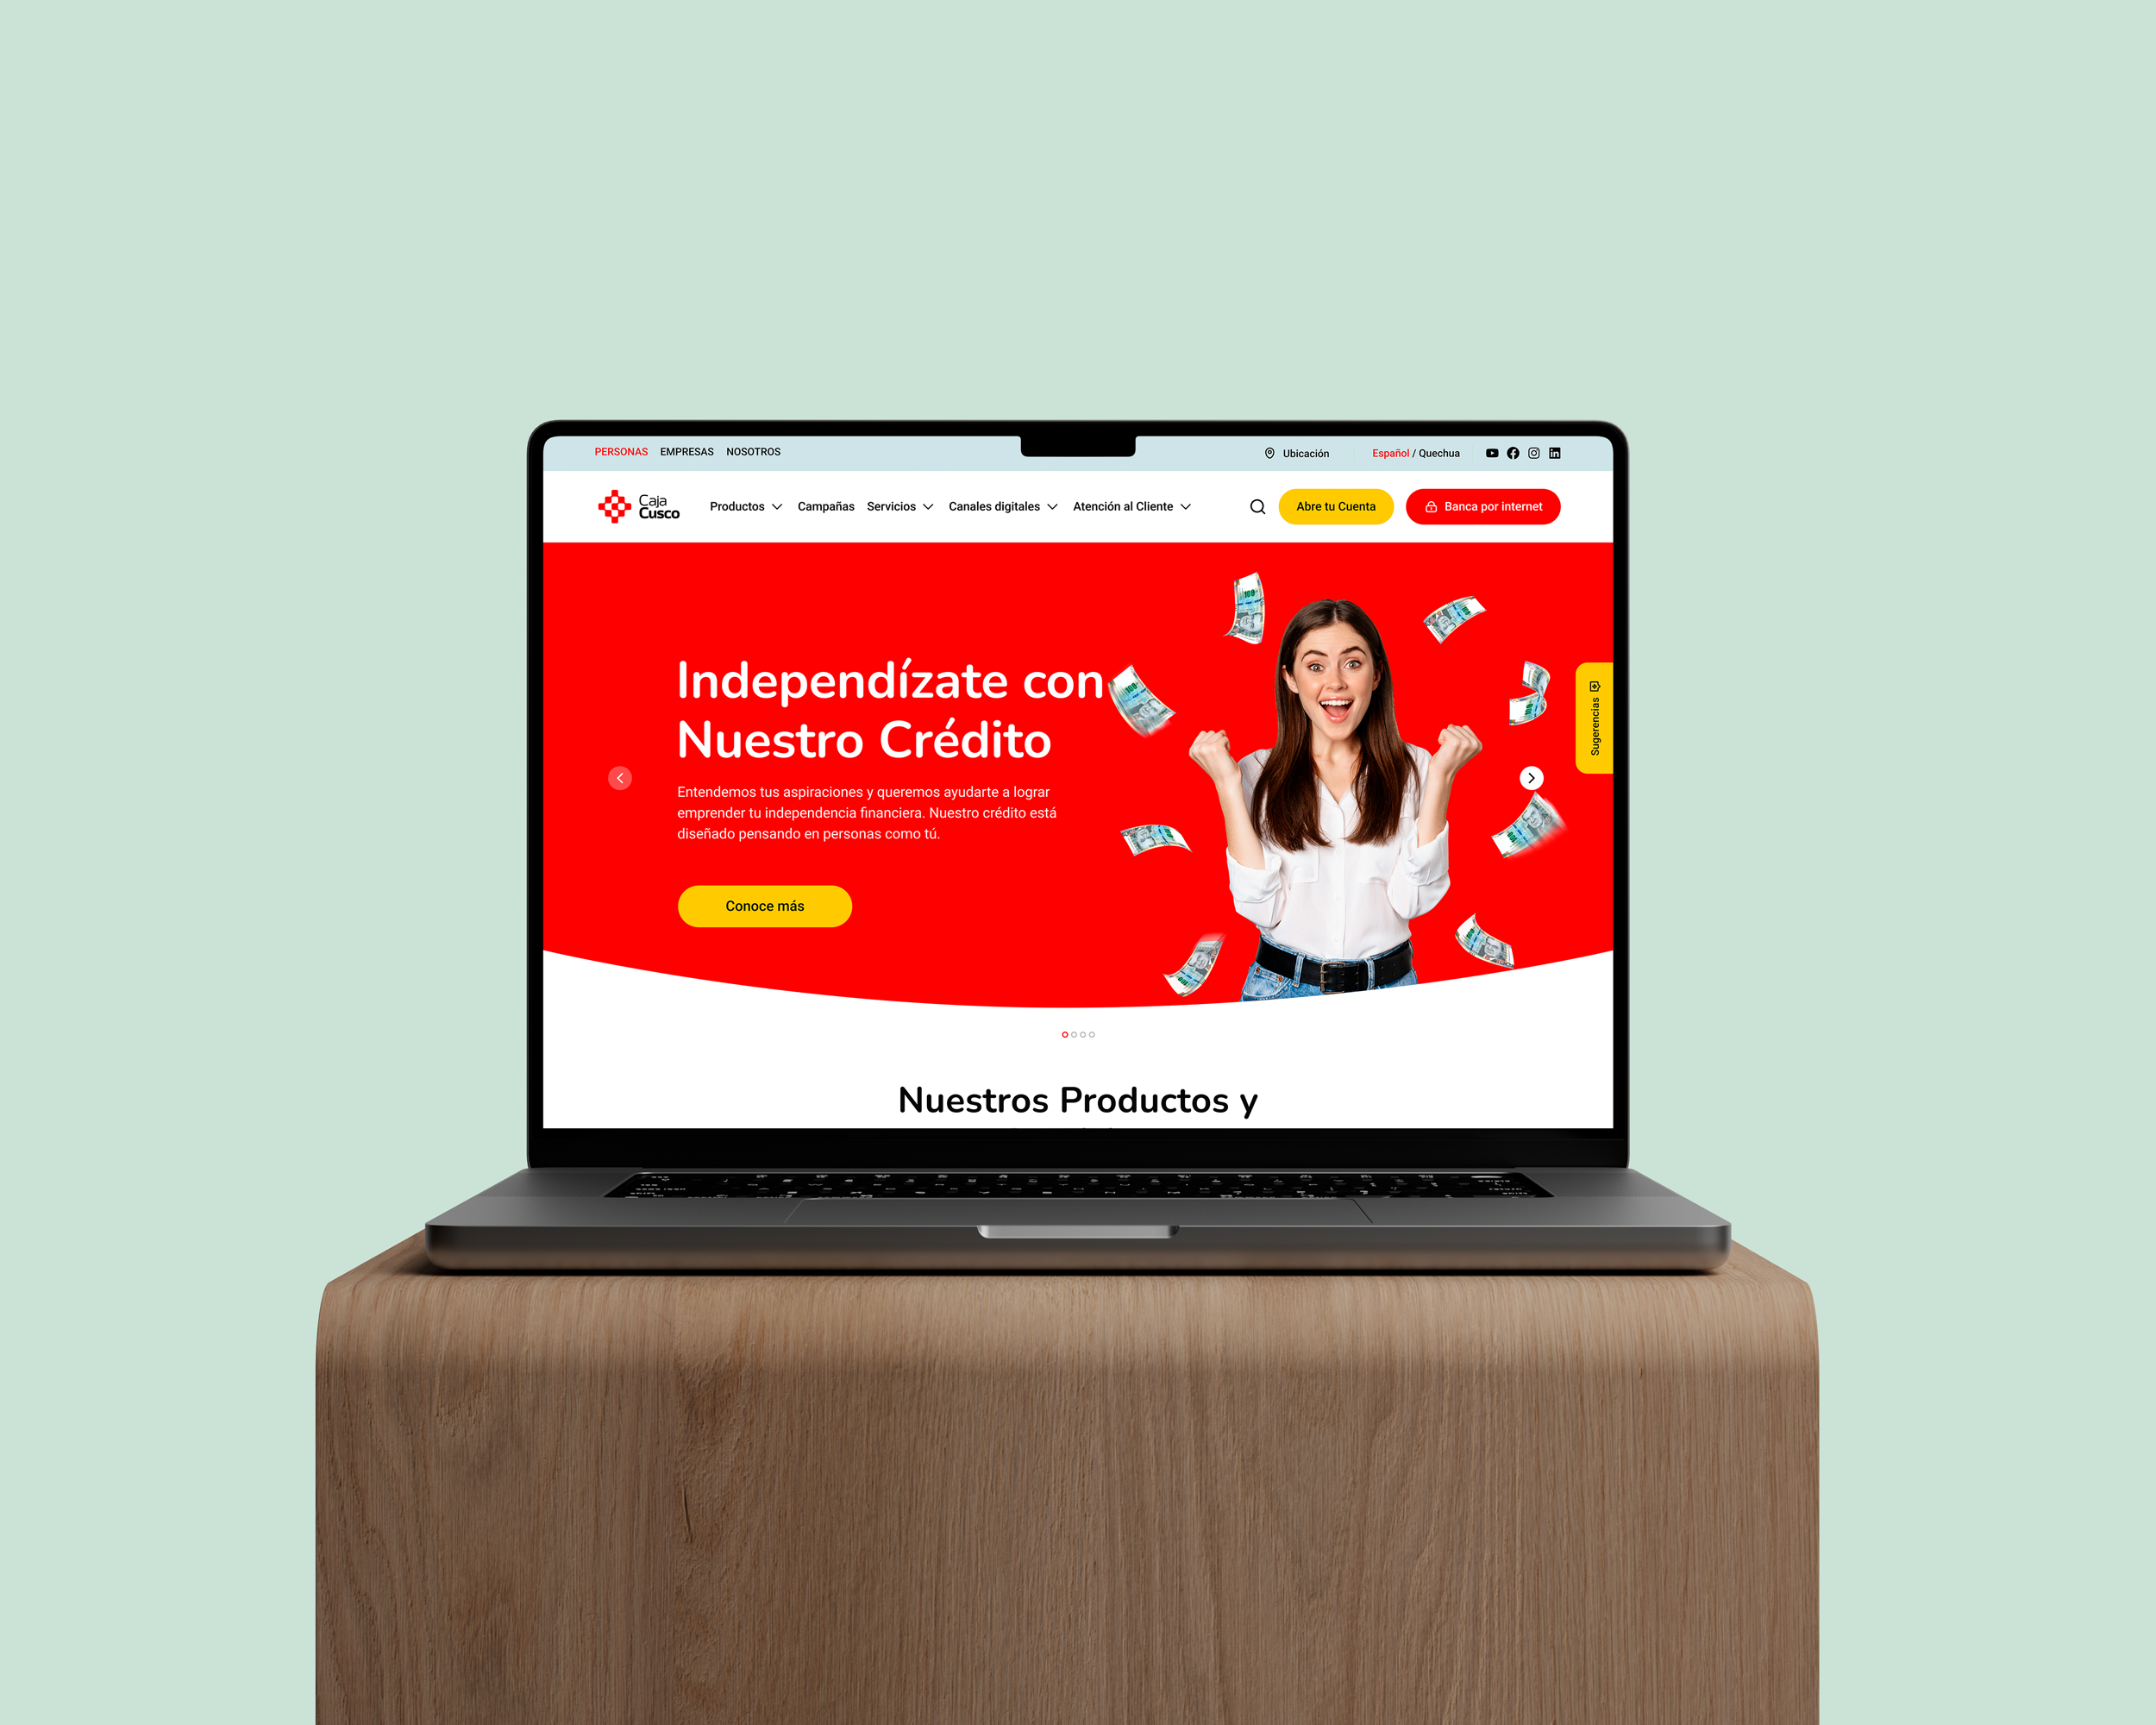 PERSONAS EMPRESAS NOSOTROS
Ubicación
Español / Quechua
Caja
Cusco
Productos Campañas Servicios Canales digitales Atención al Cliente
Abre tu Cuenta
Banca por internet
Independízate con
Nuestro Crédito
Entendemos tus aspiraciones y queremos ayudarte a lograr
emprender tu independencia financiera. Nuestro crédito está
diseñado pensando en personas como tú.
Conoce más
Sugerencias
Nuestros Productos y